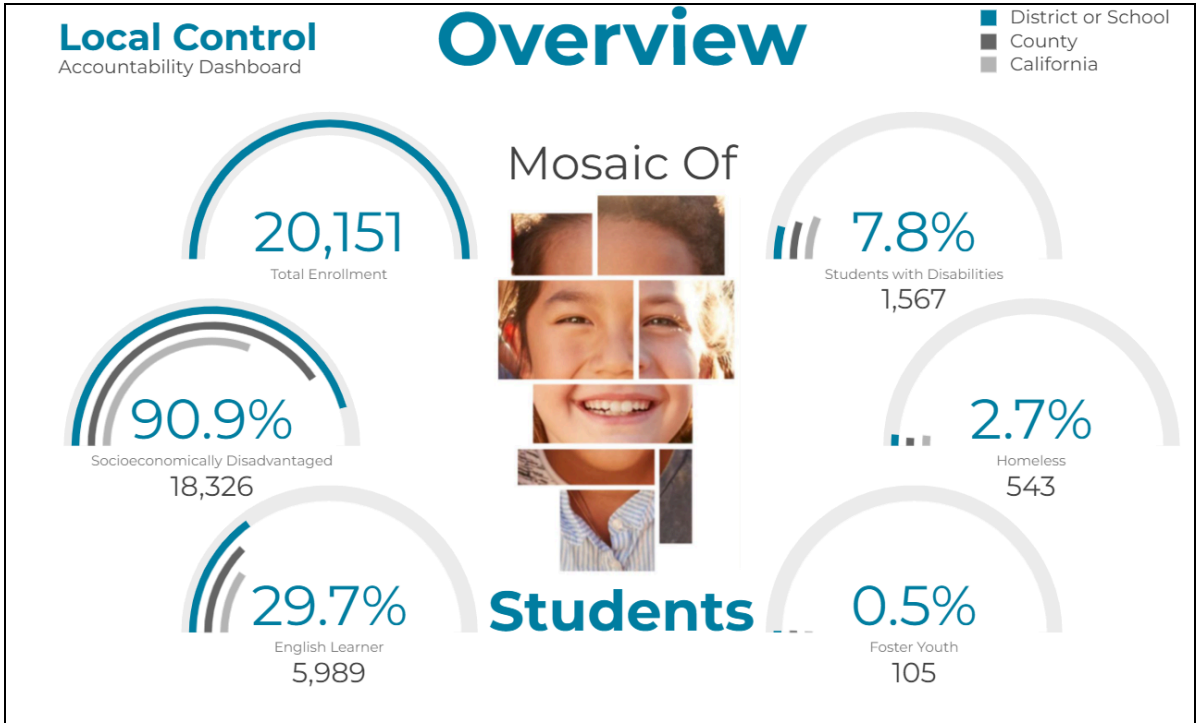 Local Control
Accountability Dashboard
Overview
District or School
County
California
20,151
Total Enrollment
Mosaic Of
7.8%
Students with Disabilities
1,567
90.9%
Socioeconomically Disadvantaged
18,326
2.7%
Homeless
543
29.7%
English Learner
5,989
Students
0.5%
Foster Youth
105